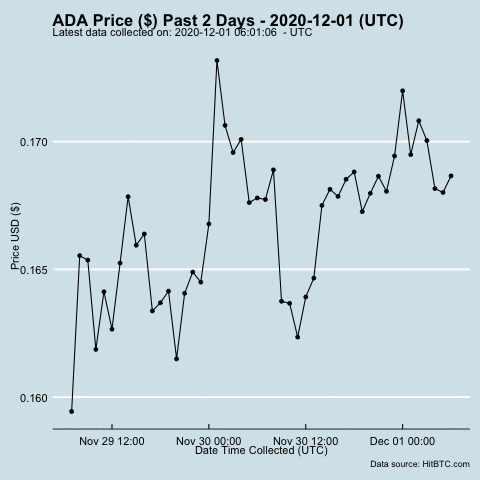 ADA Price ($) Past 2 Days - 2020-12-01 (UTC)
Latest data collected on: 2020-12-01 06:01:06 - UTC
0.170
0.165
0.160
Price USD ($)
Nov 29 12:00 Nov 30 00:00 Nov 30 12:00 Dec 01 00:00
Date Time Collected (UTC)
Data source: HitBTC.com